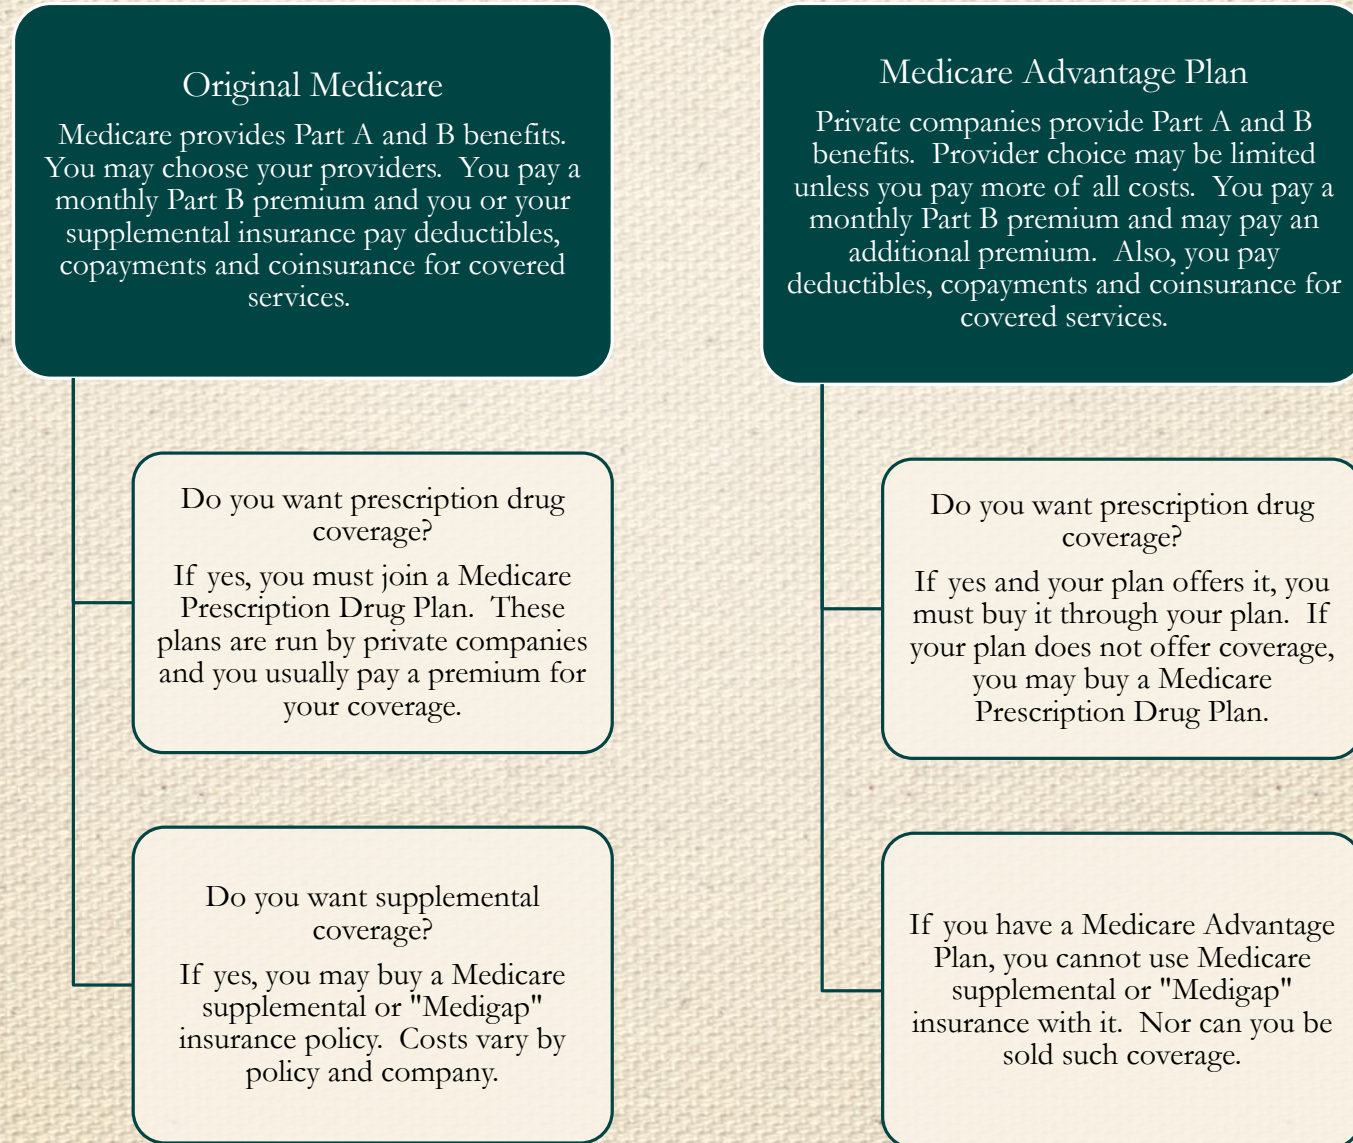 Original Medicare
Medicare provides Part A and B benefits.
You may choose your providers.  You pay a
monthly Part B premium and you or your
supplemental insurance pay deductibles,
copayments and coinsurance for covered
services.
Do you want prescription drug
coverage?
If yes, you must join a Medicare
Prescription Drug Plan.  These
plans are run by private companies
and you usually pay a premium for
your coverage.
Do you want supplemental
coverage?
If yes, you may buy a Medicare
supplemental or "Medigap"
insurance policy.  Costs vary by
policy and company.
Medicare Advantage Plan
Private companies provide Part A and B
benefits.  Provider choice may be limited
unless you pay more of all costs.  You pay a
monthly Part B premium and may pay an
additional premium.  Also, you pay
deductibles, copayments and coinsurance for
covered services.
Do you want prescription drug
coverage?
If yes and your plan offers it, you
must buy it through your plan.  If
your plan does not offer coverage,
you may buy a Medicare
Prescription Drug Plan.
If you have a Medicare Advantage
Plan, you cannot use Medicare
supplemental or "Medigap"
insurance with it.  Nor can you be
sold such coverage.